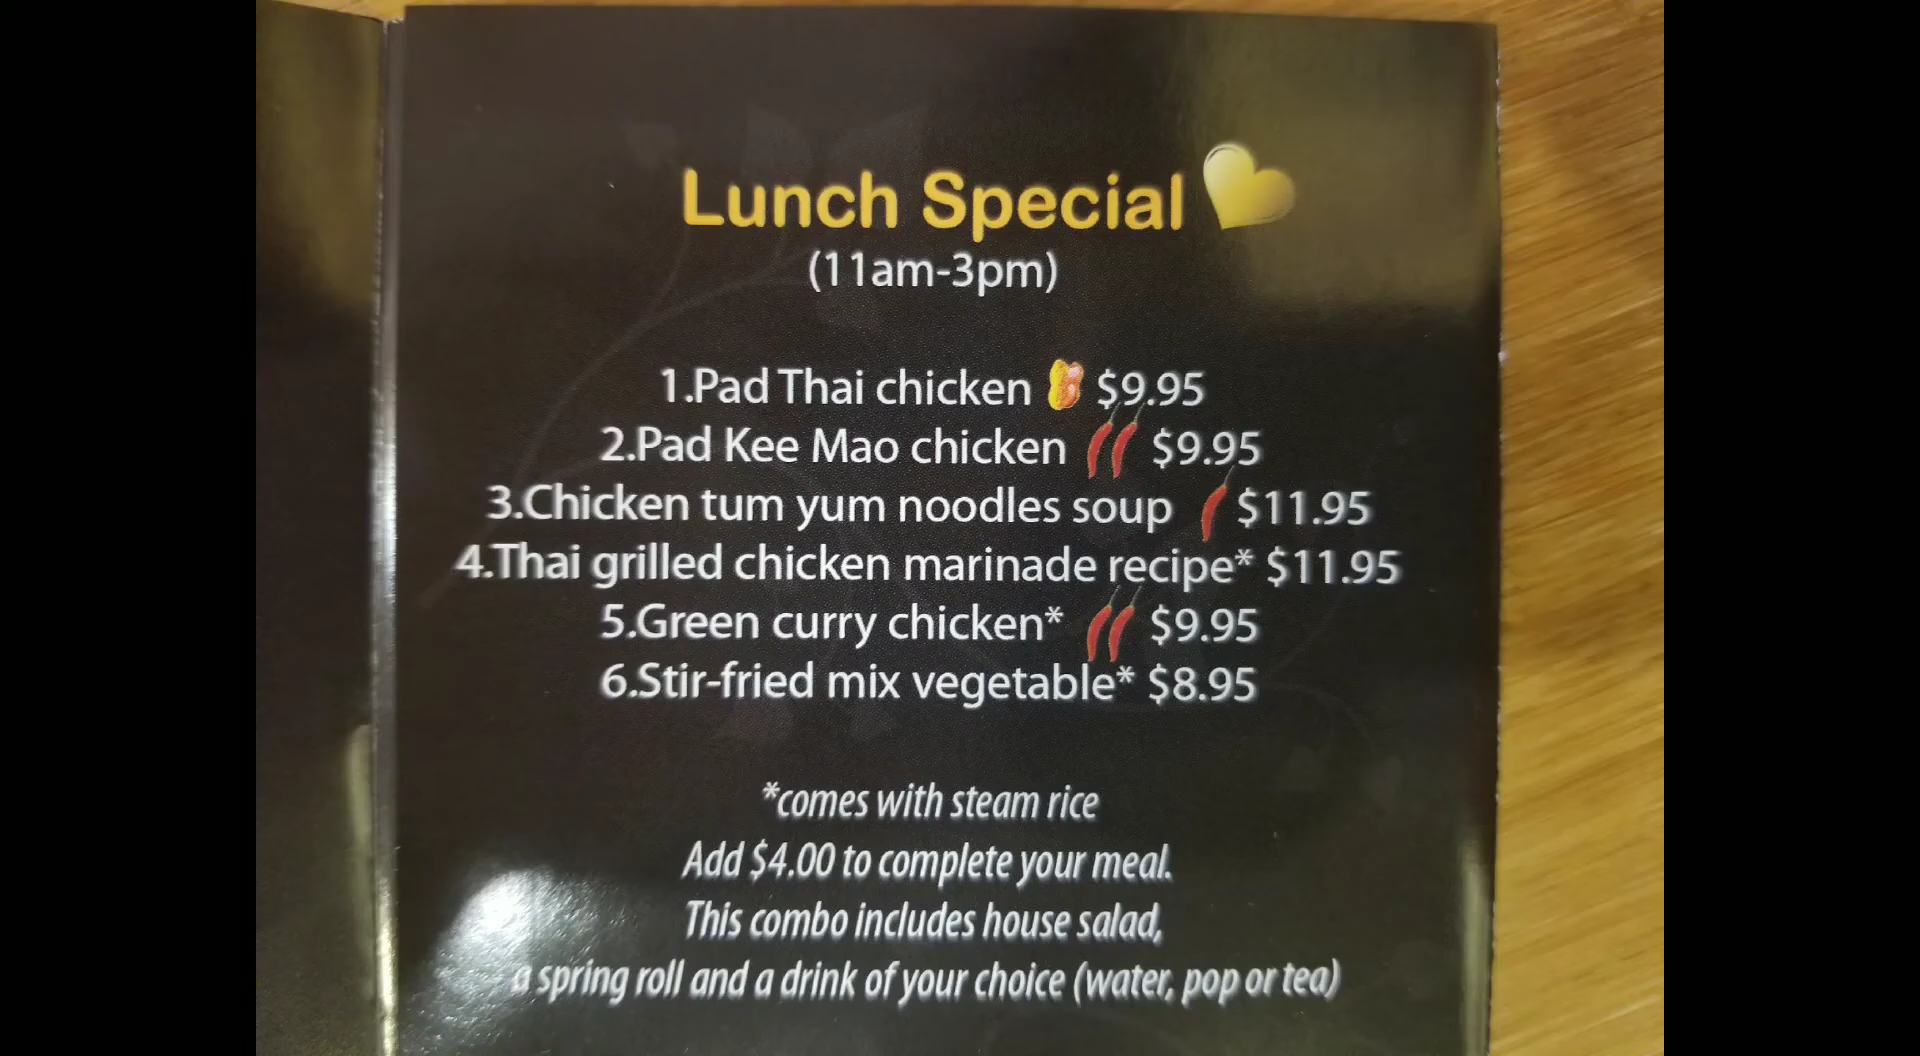 Lunch Special
(11am-3pm)
1.Pad Thai chicken $9.95
2.Pad Kee Mao chicken $9.95
3.Chicken tum yum noodles soup $11.95
4.Thai grilled chicken marinade recipe* $11.95
5.Green curry chicken* $9.95
6.Stir-fried mix vegetable* $8.95
*comes with steam rice
Add $4.00 to complete your meal.
This combo includes house salad,
a spring roll and a drink of your choice (water, pop or tea)